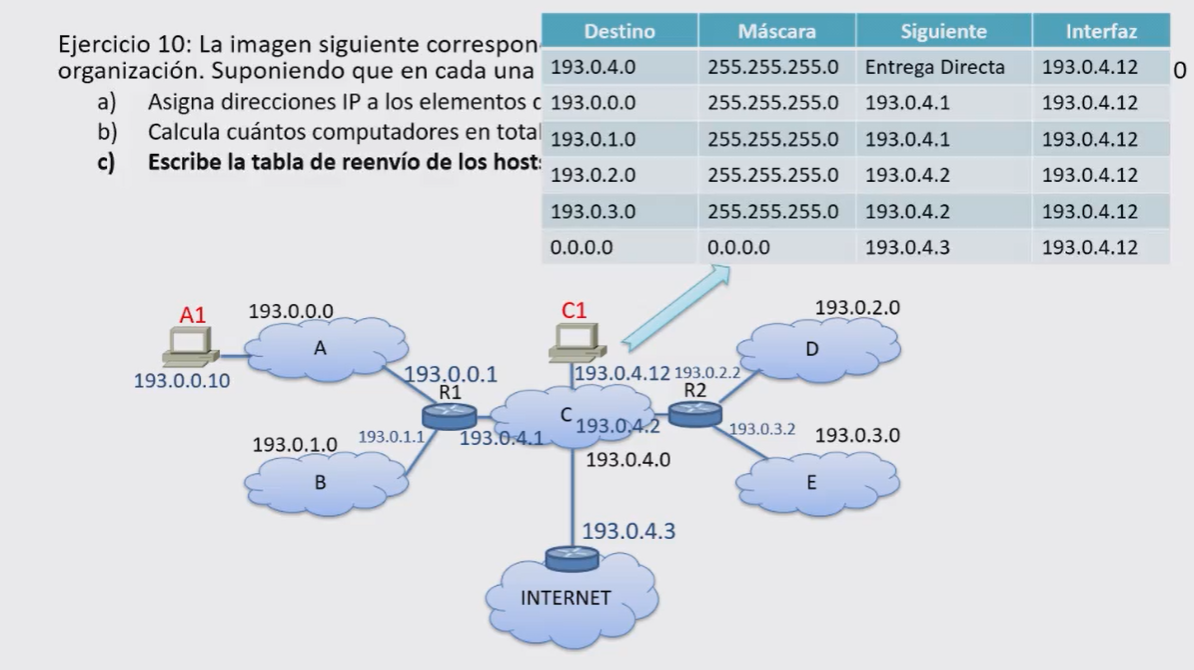 Ejercicio 10: La imagen siguiente
organización. Suponiendo que en cada una
0
a) Asigna direcciones IP a los elementos
b) Calcula cuántos computadores en
c) Escribe la tabla de reenvío de los
Destino Máscara Siguiente Interfaz
193.0.4.0 255.255.255.0 Entrega Directa 193.0.4.12
193.0.0.0 255.255.255.0 193.0.4.1 193.0.4.12
193.0.1.0 255.255.255.0 193.0.4.1 193.0.4.12
193.0.2.0 255.255.255.0 193.0.4.2 193.0.4.12
193.0.3.0 255.255.255.0 193.0.4.2 193.0.4.12
0.0.0.0 0.0.0.0 193.0.4.3 193.0.4.12
A1 193.0.0.0 C1 193.0.2.0
A D
193.0.0.10 193.0.0.1 193.0.4.12 193.0.2.2
R1 R2
C 193.0.4.2
193.0.1.0 193.0.1.1 193.0.4.1 193.0.3.2 193.0.3.0
193.0.4.0
B E
193.0.4.3
INTERNET